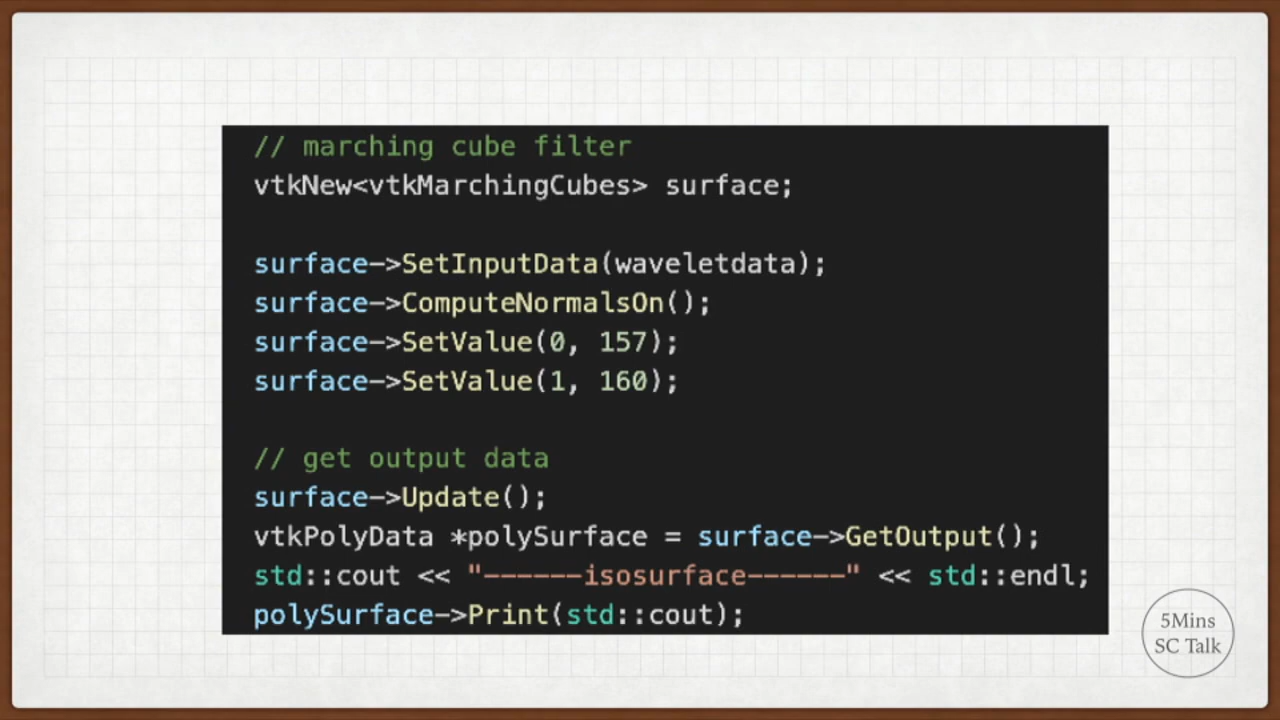 // marching cube filter
vtkNew<vtkMarchingCubes> surface;
surface->SetInputData(waveletdata);
surface->ComputeNormalsOn();
surface->SetValue(0, 157);
surface->SetValue(1, 160);
// get output data
surface->Update();
vtkPolyData *polySurface = surface->GetOutput();
std::cout << "------isosurface------" << std::endl;
polySurface->Print(std::cout);
5Mins
SC Talk